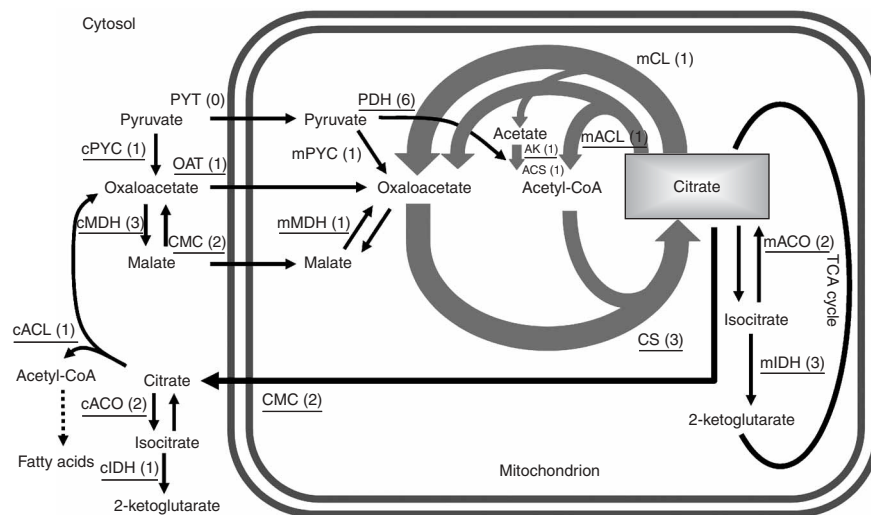 Cytosol
mCL (1)
PYT (0)
PDH (6)
Pyruvate
Pyruvate
Acetate
mACL (1)
cPYC (1)
OAT (1)
mPYC (1)
AK (1)
ACS (1)
Oxaloacetate
Oxaloacetate
Acetyl-CoA
Citrate
cMDH (3)
CMC (2)
mMDH (1)
mACO (2)
TCA cycle
Malate
Malate
Isocitrate
cACL (1)
CS (3)
mIDH (3)
Acetyl-CoA
Citrate
cACO (2)
CMC (2)
2-ketoglutarate
Isocitrate
Fatty acids
cIDH (1)
Mitochondrion
2-ketoglutarate